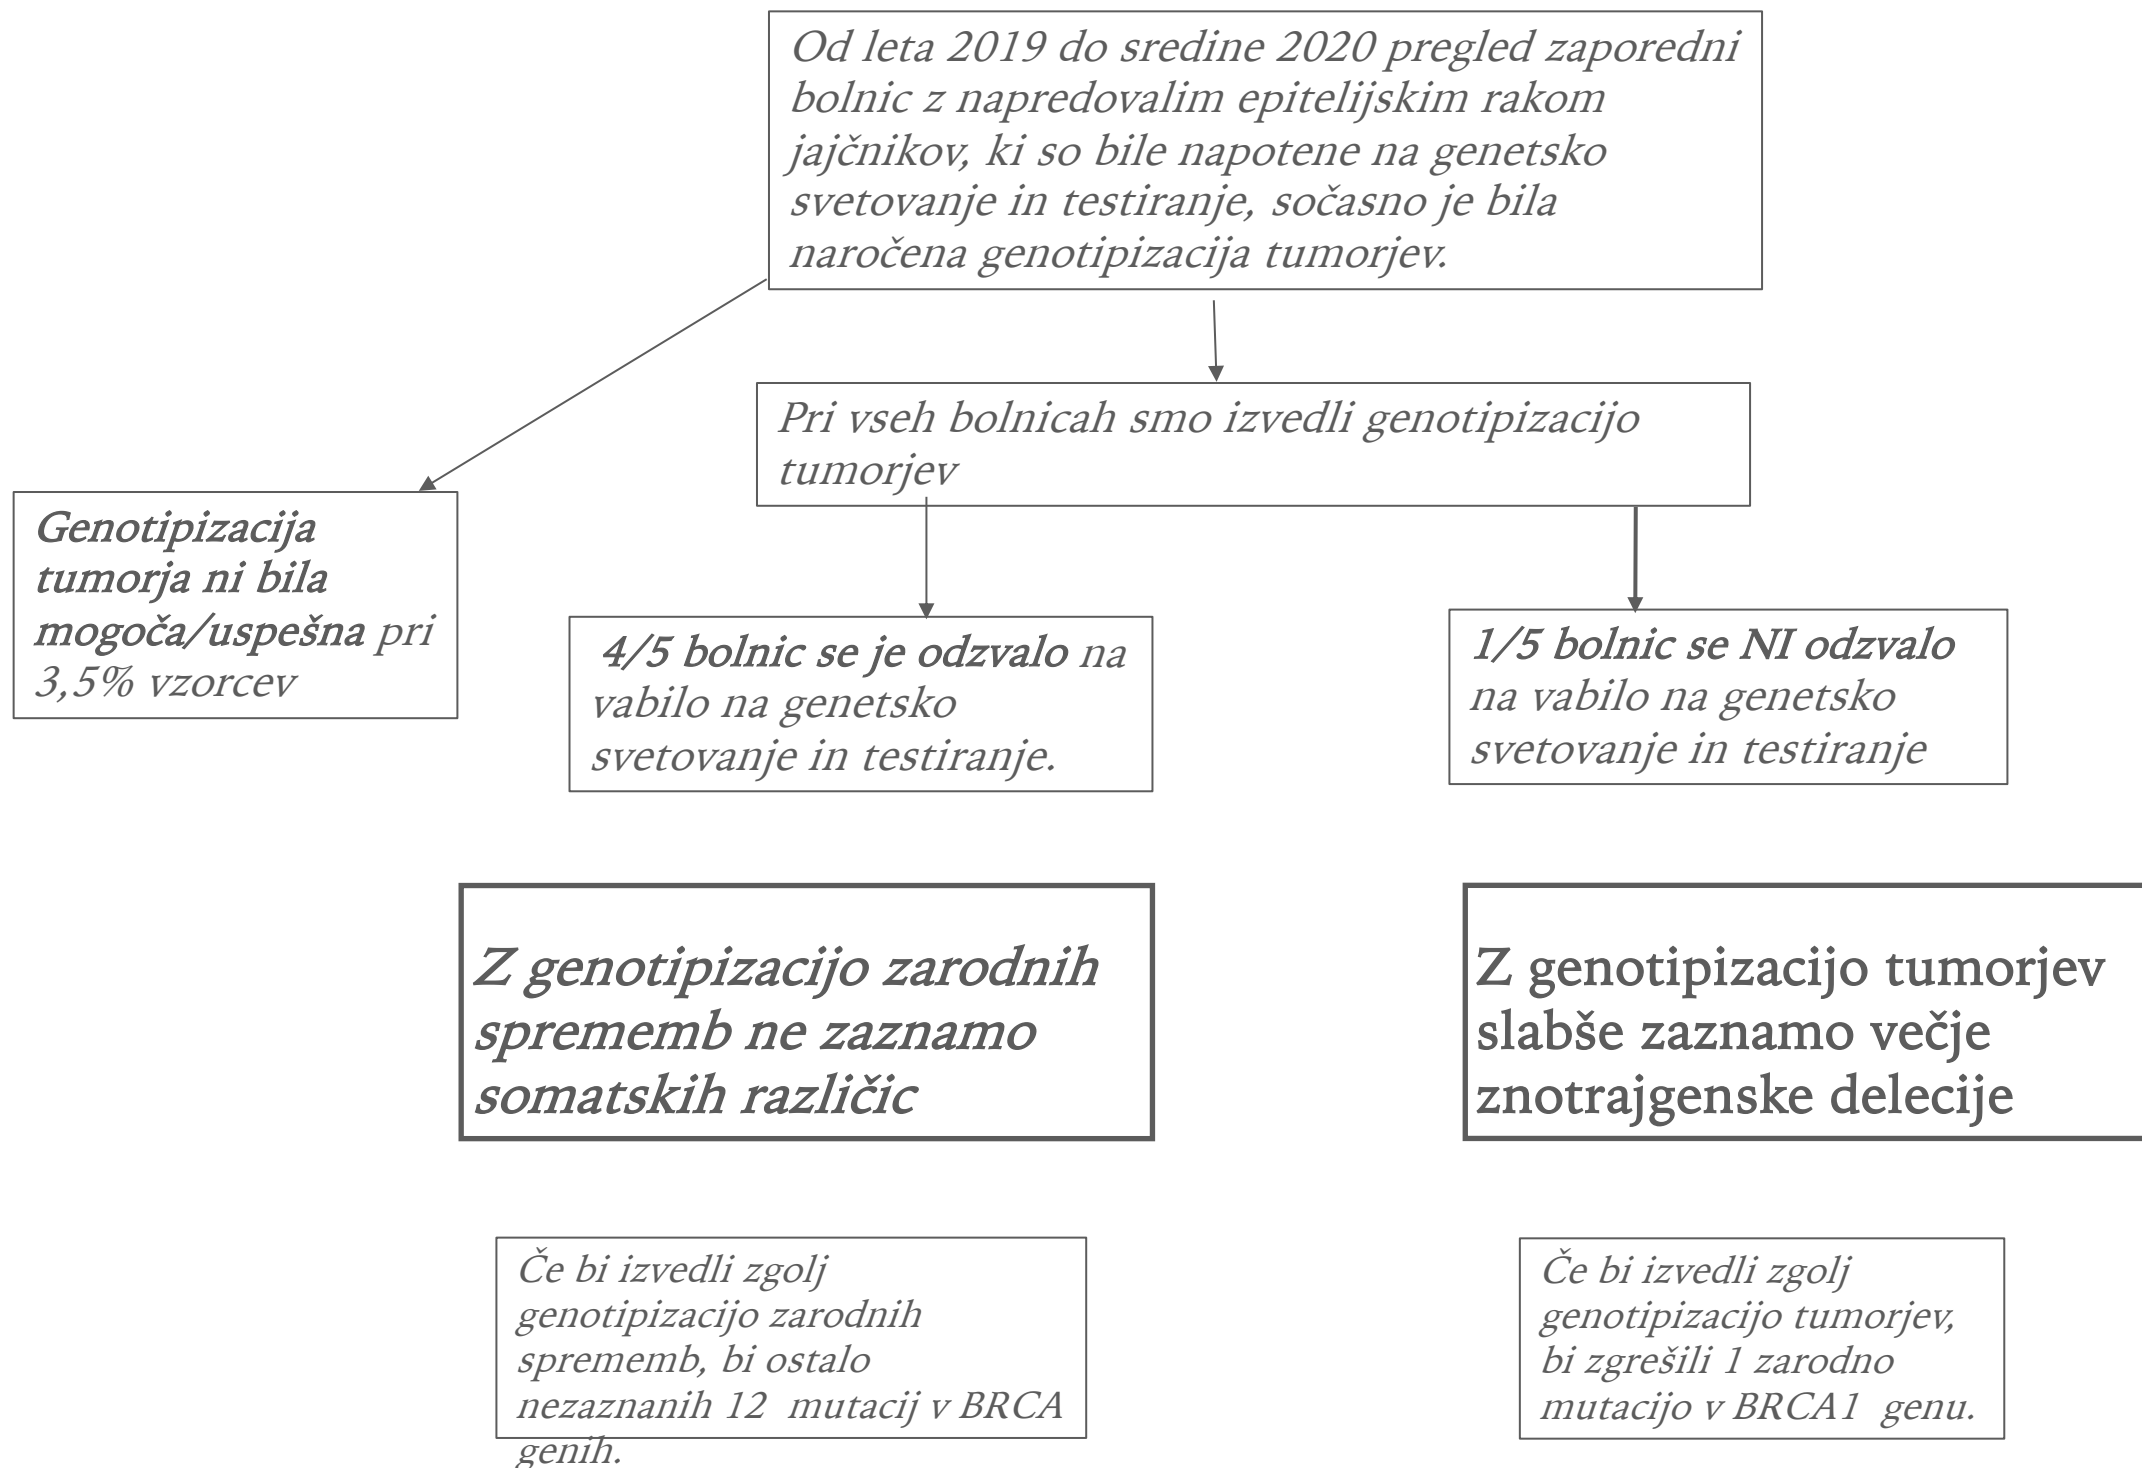 Od leta 2019 do sredine 2020 pregled zaporedni
bolnic z napredovalim epitelijskim rakom
jajčnikov, ki so bile napotene na genetsko
svetovanje in testiranje, sočasno je bila
naročena genotipizacija tumorjev.
Pri vseh bolnicah smo izvedli genotipizacijo
tumorjev
Genotipizacija
tumorja ni bila
mogoča/uspešna pri
3,5% vzorcev
4/5 bolnic se je odzvalo na
vabilo na genetsko
svetovanje in testiranje.
1/5 bolnic se NI odzvalo
na vabilo na genetsko
svetovanje in testiranje
Z genotipizacijo zarodnih
sprememb ne zaznamo
somatskih različic
Z genotipizacijo tumorjev
slabše zaznamo večje
znotrajgenske delecije
Če bi izvedli zgolj
genotipizacijo zarodnih
sprememb, bi ostalo
nezaznanih 12 mutacij v BRCA
genih.
Če bi izvedli zgolj
genotipizacijo tumorjev,
bi zgrešili 1 zarodno
mutacijo v BRCA1 genu.